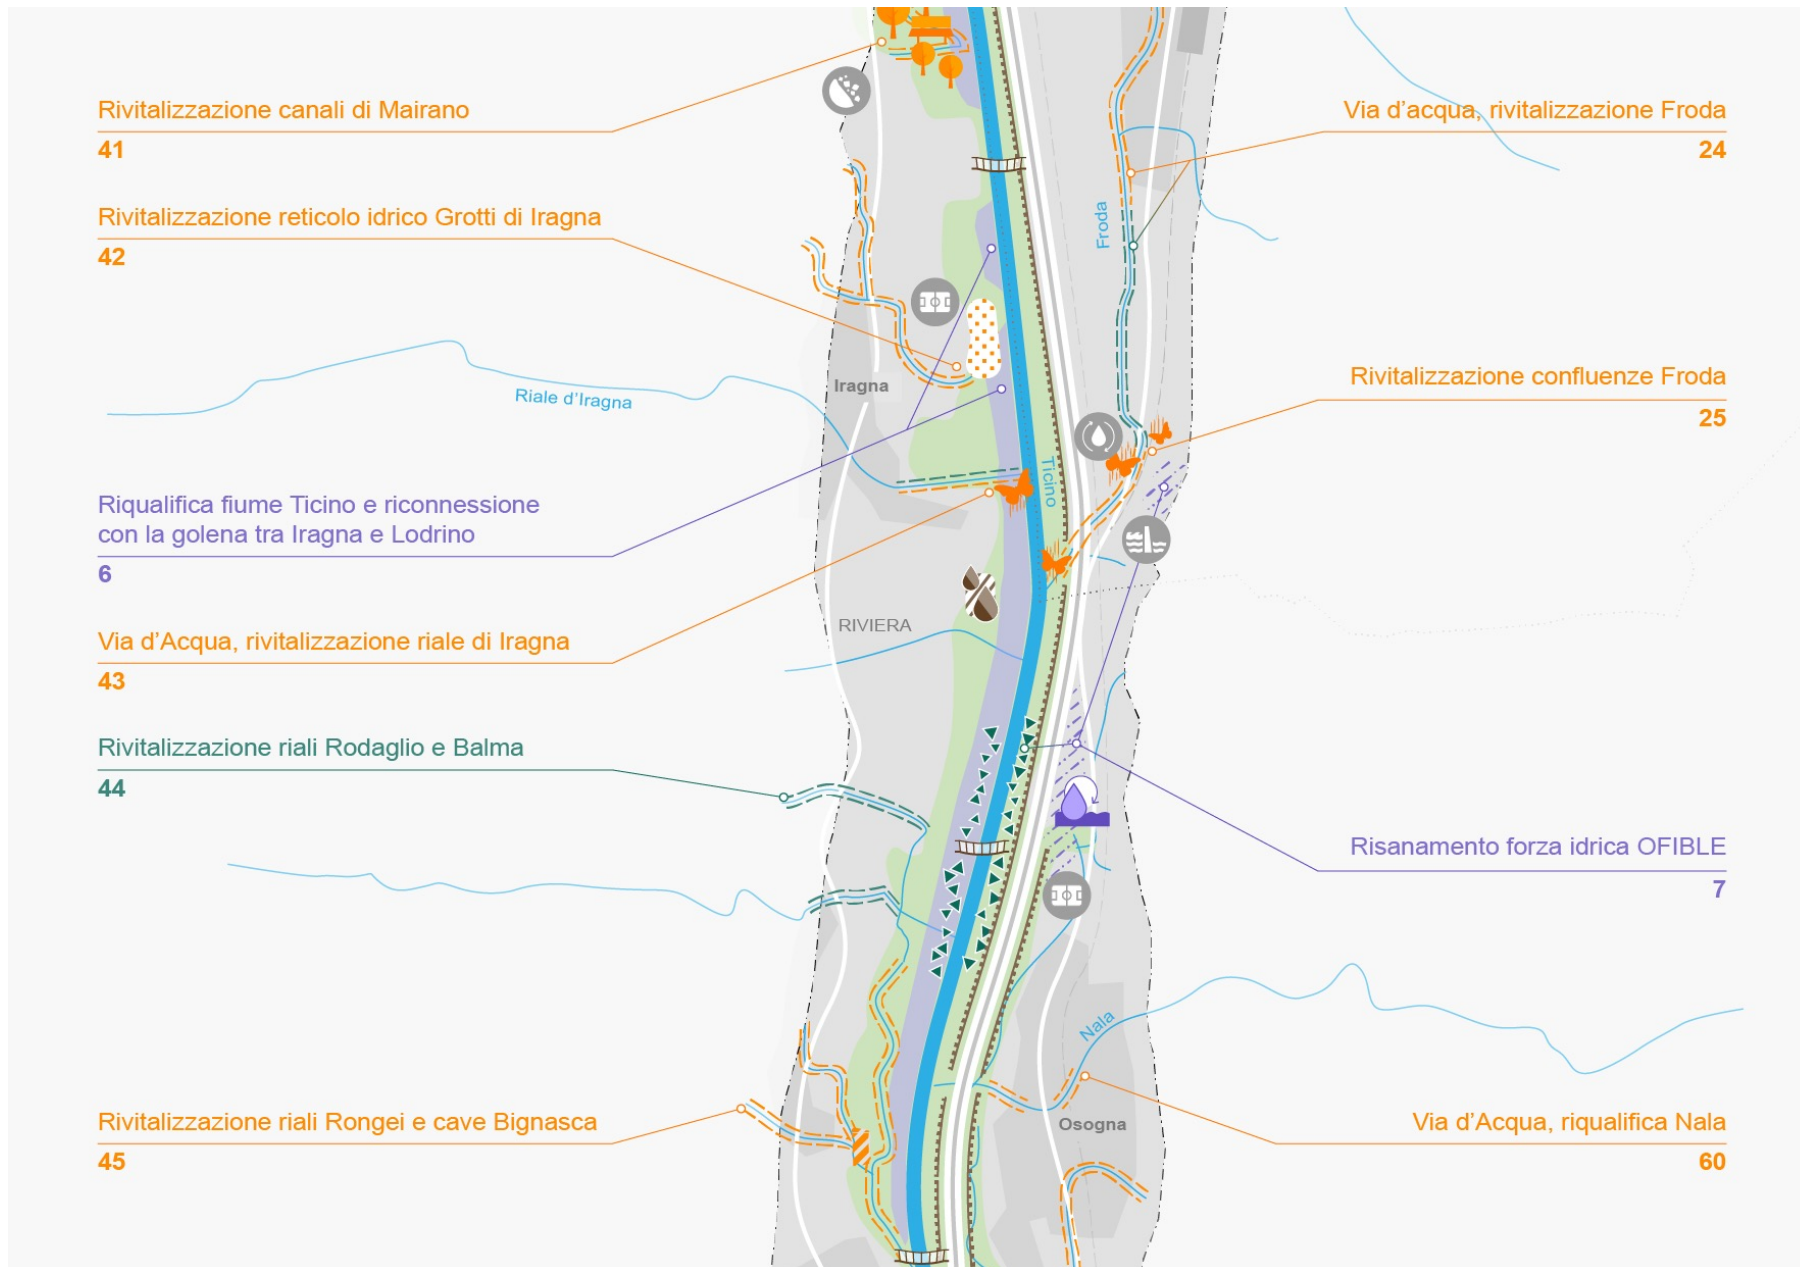 Rivitalizzazione canali di Mairano
41
Via d'acqua, rivitalizzazione Froda
24
Rivitalizzazione reticolo idrico Grotti di Iragna
42
Froda
Iragna
Riale d'Iragna
Rivitalizzazione confluenze Froda
25
Ticino
Riqualifica fiume Ticino e riconnessione
con la golena tra Iragna e Lodrino
6
RIVIERA
Via d'Acqua, rivitalizzazione riale di Iragna
43
Rivitalizzazione riali Rodaglio e Balma
44
Risanamento forza idrica OFIBLE
7
Nala
Rivitalizzazione riali Rongei e cave Bignasca
45
Osogna
Via d'Acqua, riqualifica Nala
60